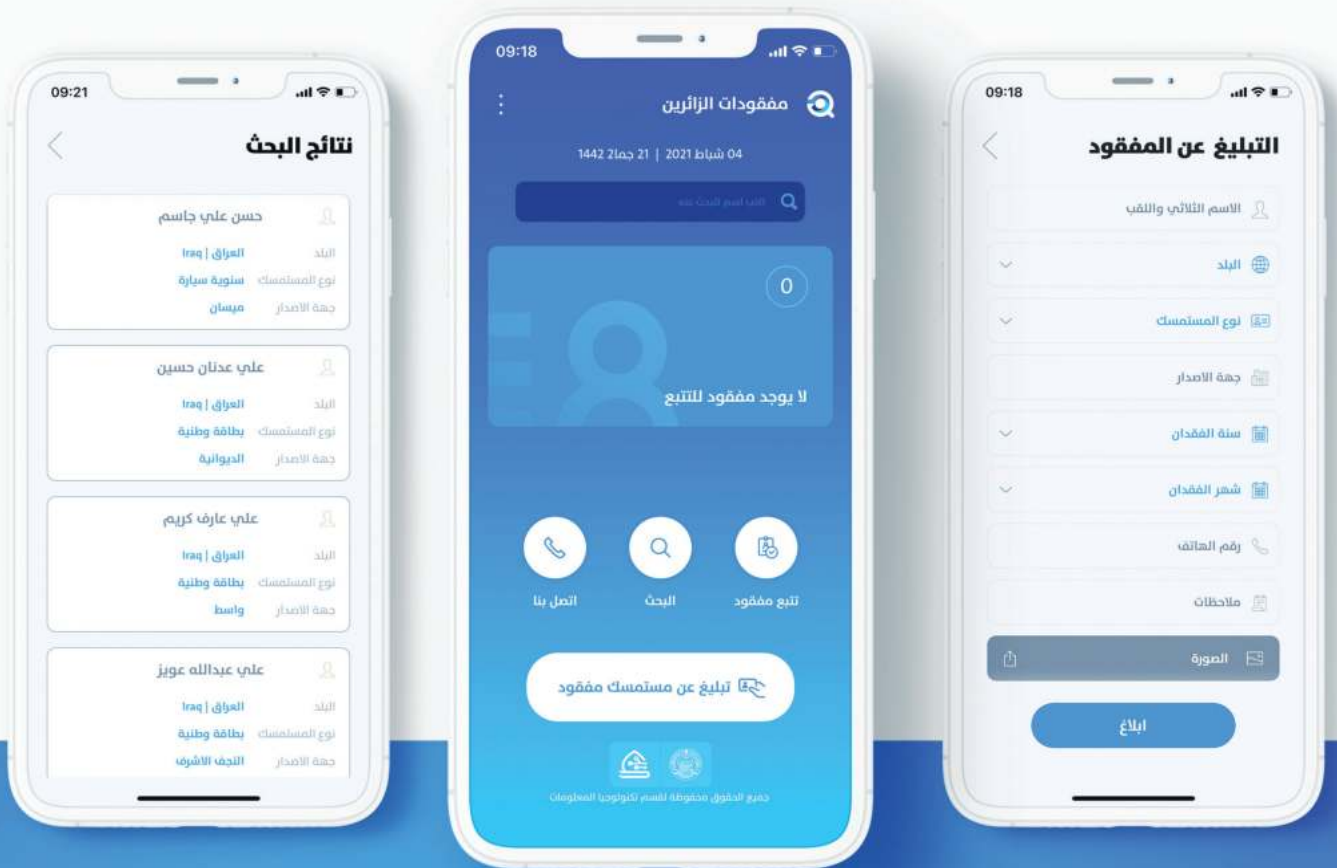 09:21
نتائج البحث
حسن علي جاسم
البلد العراق | Iraq
نوع المستمسك سنوية سيارة
جهة الاصدار ميسان
علي عدنان حسين
البلد العراق | Iraq
نوع المستمسك بطاقة وطنية
جهة الاصدار الديوانية
علي عارف كريم
البلد العراق | Iraq
نوع المستمسك بطاقة وطنية
جهة الاصدار واسط
علي عبدالله عويز
البلد العراق | Iraq
نوع المستمسك بطاقة وطنية
جهة الاصدار النجف الاشرف
09:18
مفقودات الزائرين
04 شباط 2021 | 21 جما2 1442
اكتب اسم للبحث عنه
0
لا يوجد مفقود للتتبع
تتبع مفقود
البحث
اتصل بنا
تبليغ عن مستمسك مفقود
جميع الحقوق محفوظة لقسم تكنولوجيا المعلومات
09:18
التبليغ عن المفقود
الاسم الثلاثي واللقب
البلد
نوع المستمسك
جهة الاصدار
سنة الفقدان
شهر الفقدان
رقم الهاتف
ملاحظات
الصورة
ابلاغ